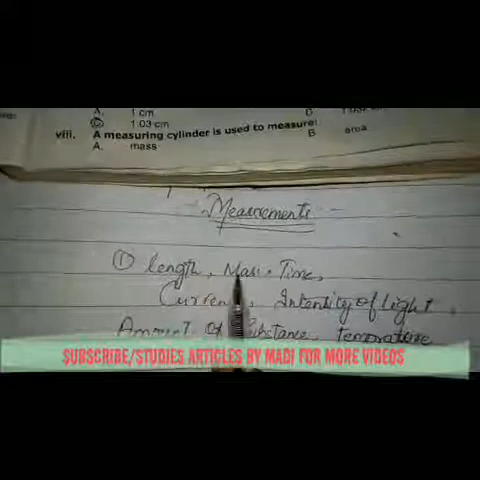 A. 1 cm B
C 1.03 cm
viii. A measuring cylinder is used to measure:
A. mass B area
Measurements
① length, Mass, Time,
Current, Intensity of Light,
Amount of Substance, temprature
SUBSCRIBE/STUDIES ARTICLES BY MADI FOR MORE VIDEOS